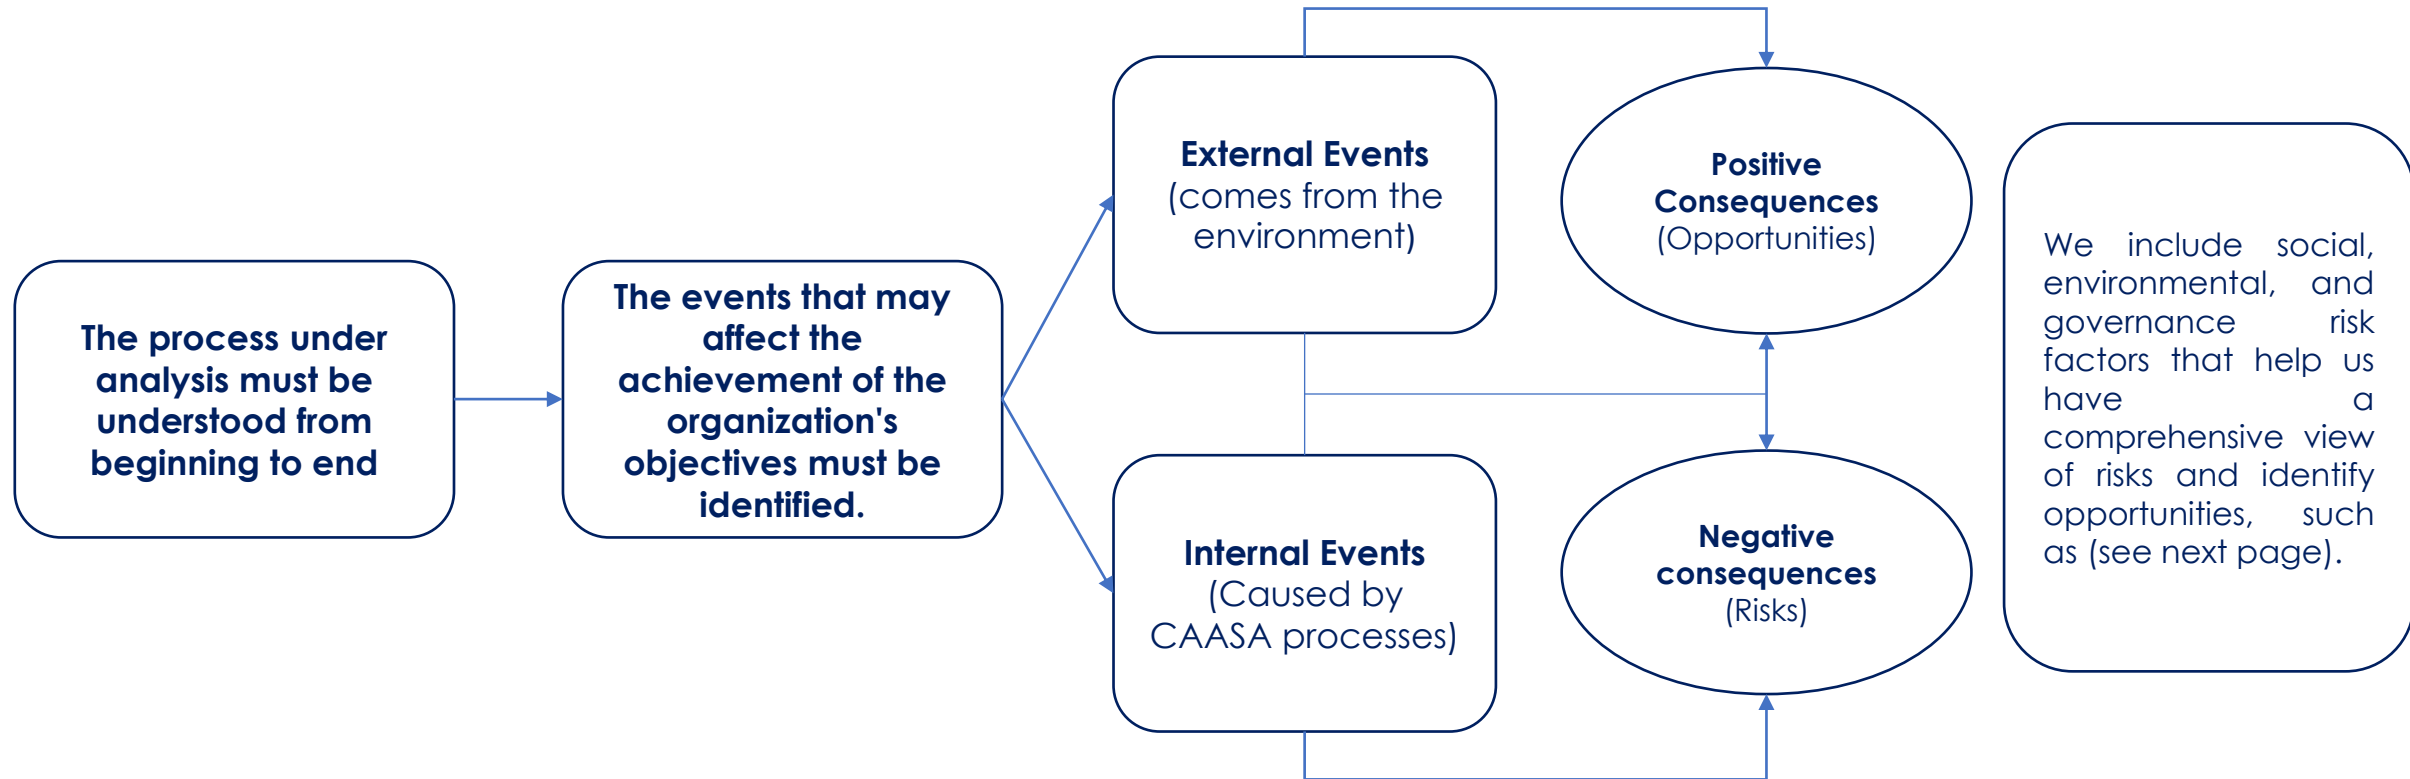 The process under
analysis must be
understood from
beginning to end
The events that may
affect the
achievement of the
organization's
objectives must be
identified.
External Events
(comes from the
environment)
Internal Events
(Caused by
CAASA processes)
Positive
Consequences
(Opportunities)
Negative
consequences
(Risks)
We include social,
environmental, and
governance risk
factors that help us
have a
comprehensive view
of risks and identify
opportunities, such
as (see next page).